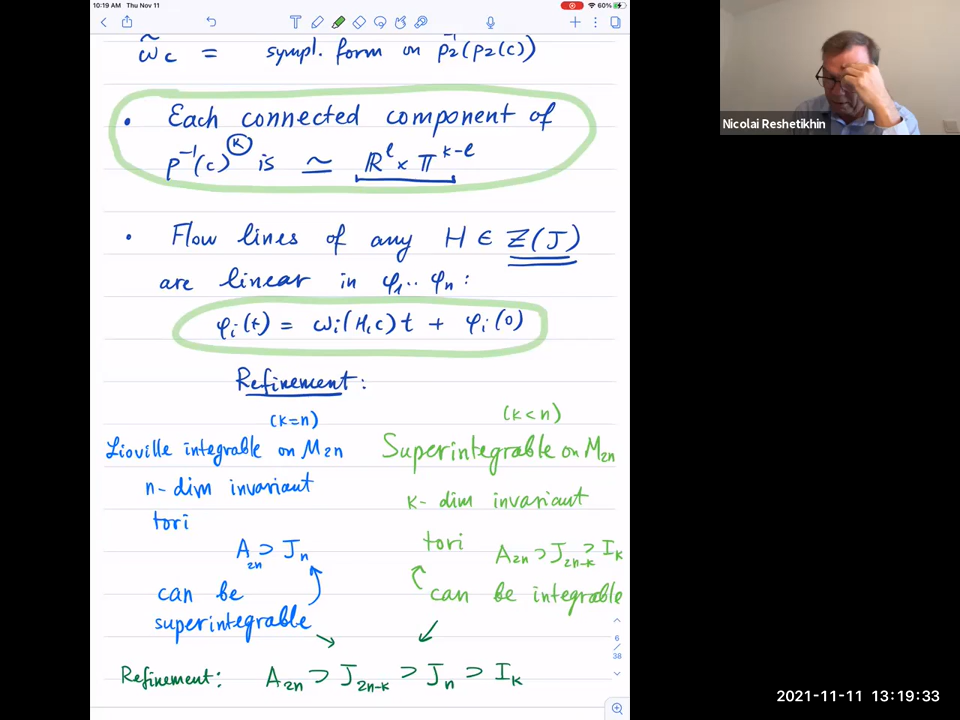 10:19 AM Thu Nov 11
60%
ω̃_c = sympl. form on p₂⁻¹(p₂(c))
• Each connected component of
p⁻¹(c) ⓚ is ≃ ℝ^ℓ × 𝕋^{k-ℓ}
• Flow lines of any H ∈ Z(J)
are linear in φ₁..φₙ:
φᵢ(t) = ωᵢ(H,c)t + φᵢ(0)
Refinement:
(k=n)
Lioville integrable on M₂ₙ
n-dim invariant
tori
A₂ₙ ⊃ Jₙ
can be
superintegrable
(k<n)
Superintegrable on M₂ₙ
k-dim invariant
tori A₂ₙ ⊃ J₂ₙ₋ₖ ⊃ Iₖ
can be integrable
Refinement: A₂ₙ ⊃ J₂ₙ₋ₖ ⊃ Jₙ ⊃ Iₖ
6
/
38
Nicolai Reshetikhin
2021-11-11 13:19:33